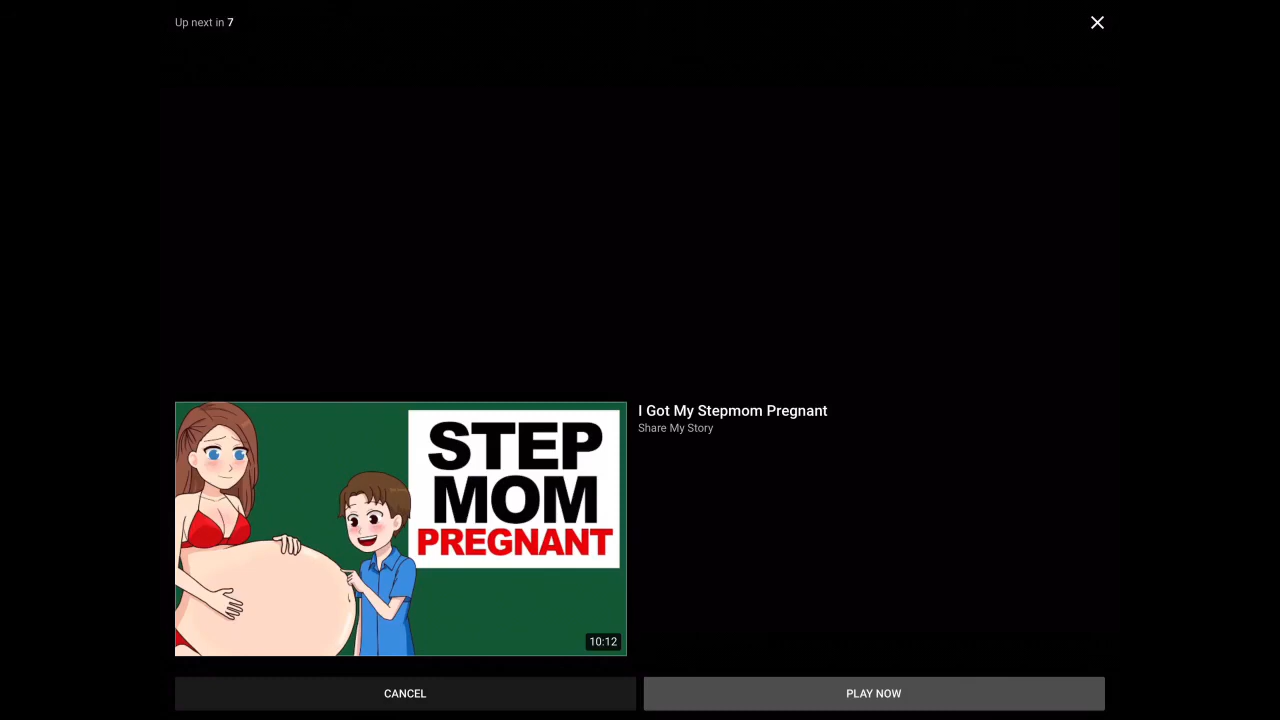 Up next in 7
STEP
MOM
PREGNANT
10:12
I Got My Stepmom Pregnant
Share My Story
CANCEL
PLAY NOW